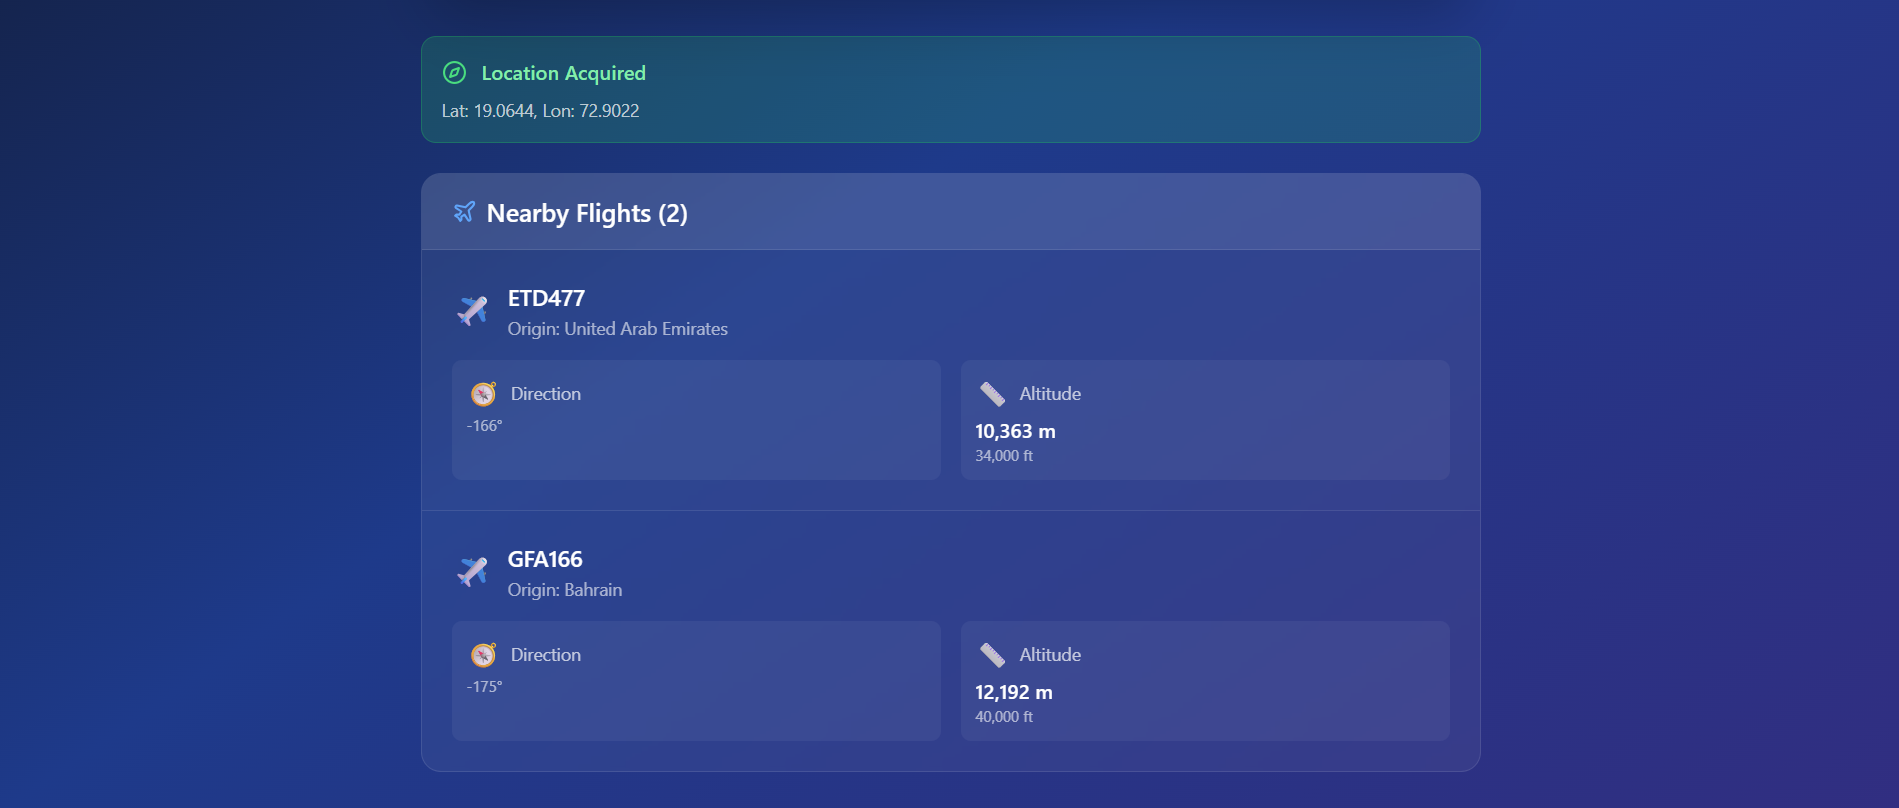 Location Acquired
Lat: 19.0644, Lon: 72.9022
Nearby Flights (2)
ETD477
Origin: United Arab Emirates
Direction
-166°
Altitude
10,363 m
34,000 ft
GFA166
Origin: Bahrain
Direction
-175°
Altitude
12,192 m
40,000 ft